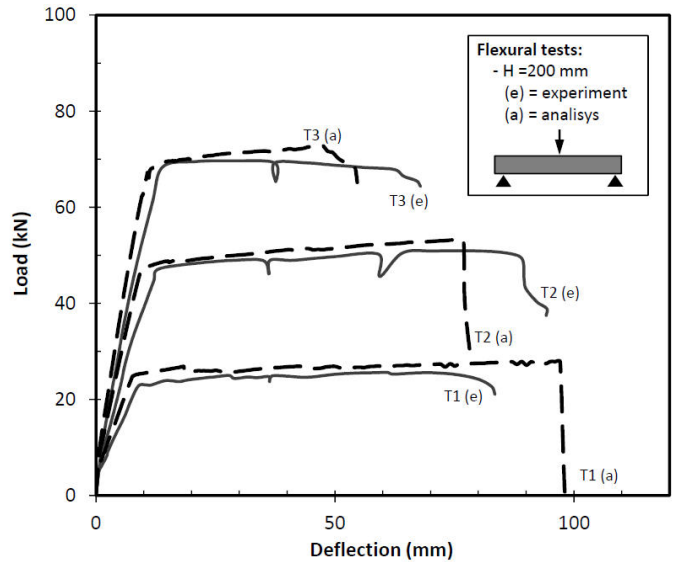 100
80
60
40
20
0
0
50
100
Load (kN)
Deflection (mm)
Flexural tests:
- H =200 mm
(e) = experiment
(a) = analisys
T3 (a)
T3 (e)
T2 (e)
T2 (a)
T1 (e)
T1 (a)